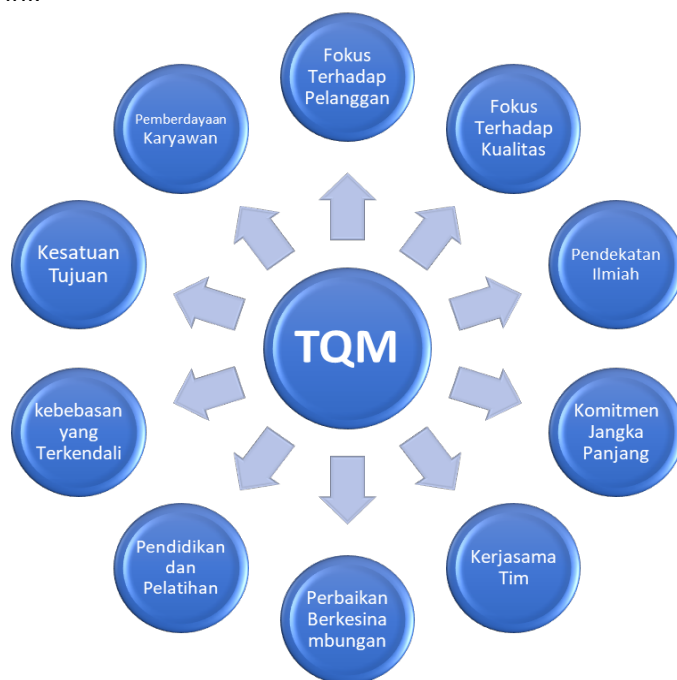 Fokus
Terhadap
Pelanggan
Fokus
Terhadap
Kualitas
Pendekatan
Ilmiah
Komitmen
Jangka
Panjang
Kerjasama
Tim
Perbaikan
Berkesina
mbungan
Pendidikan
dan
Pelatihan
kebebasan
yang
Terkendali
Kesatuan
Tujuan
Pemberdayaan
Karyawan
TQM